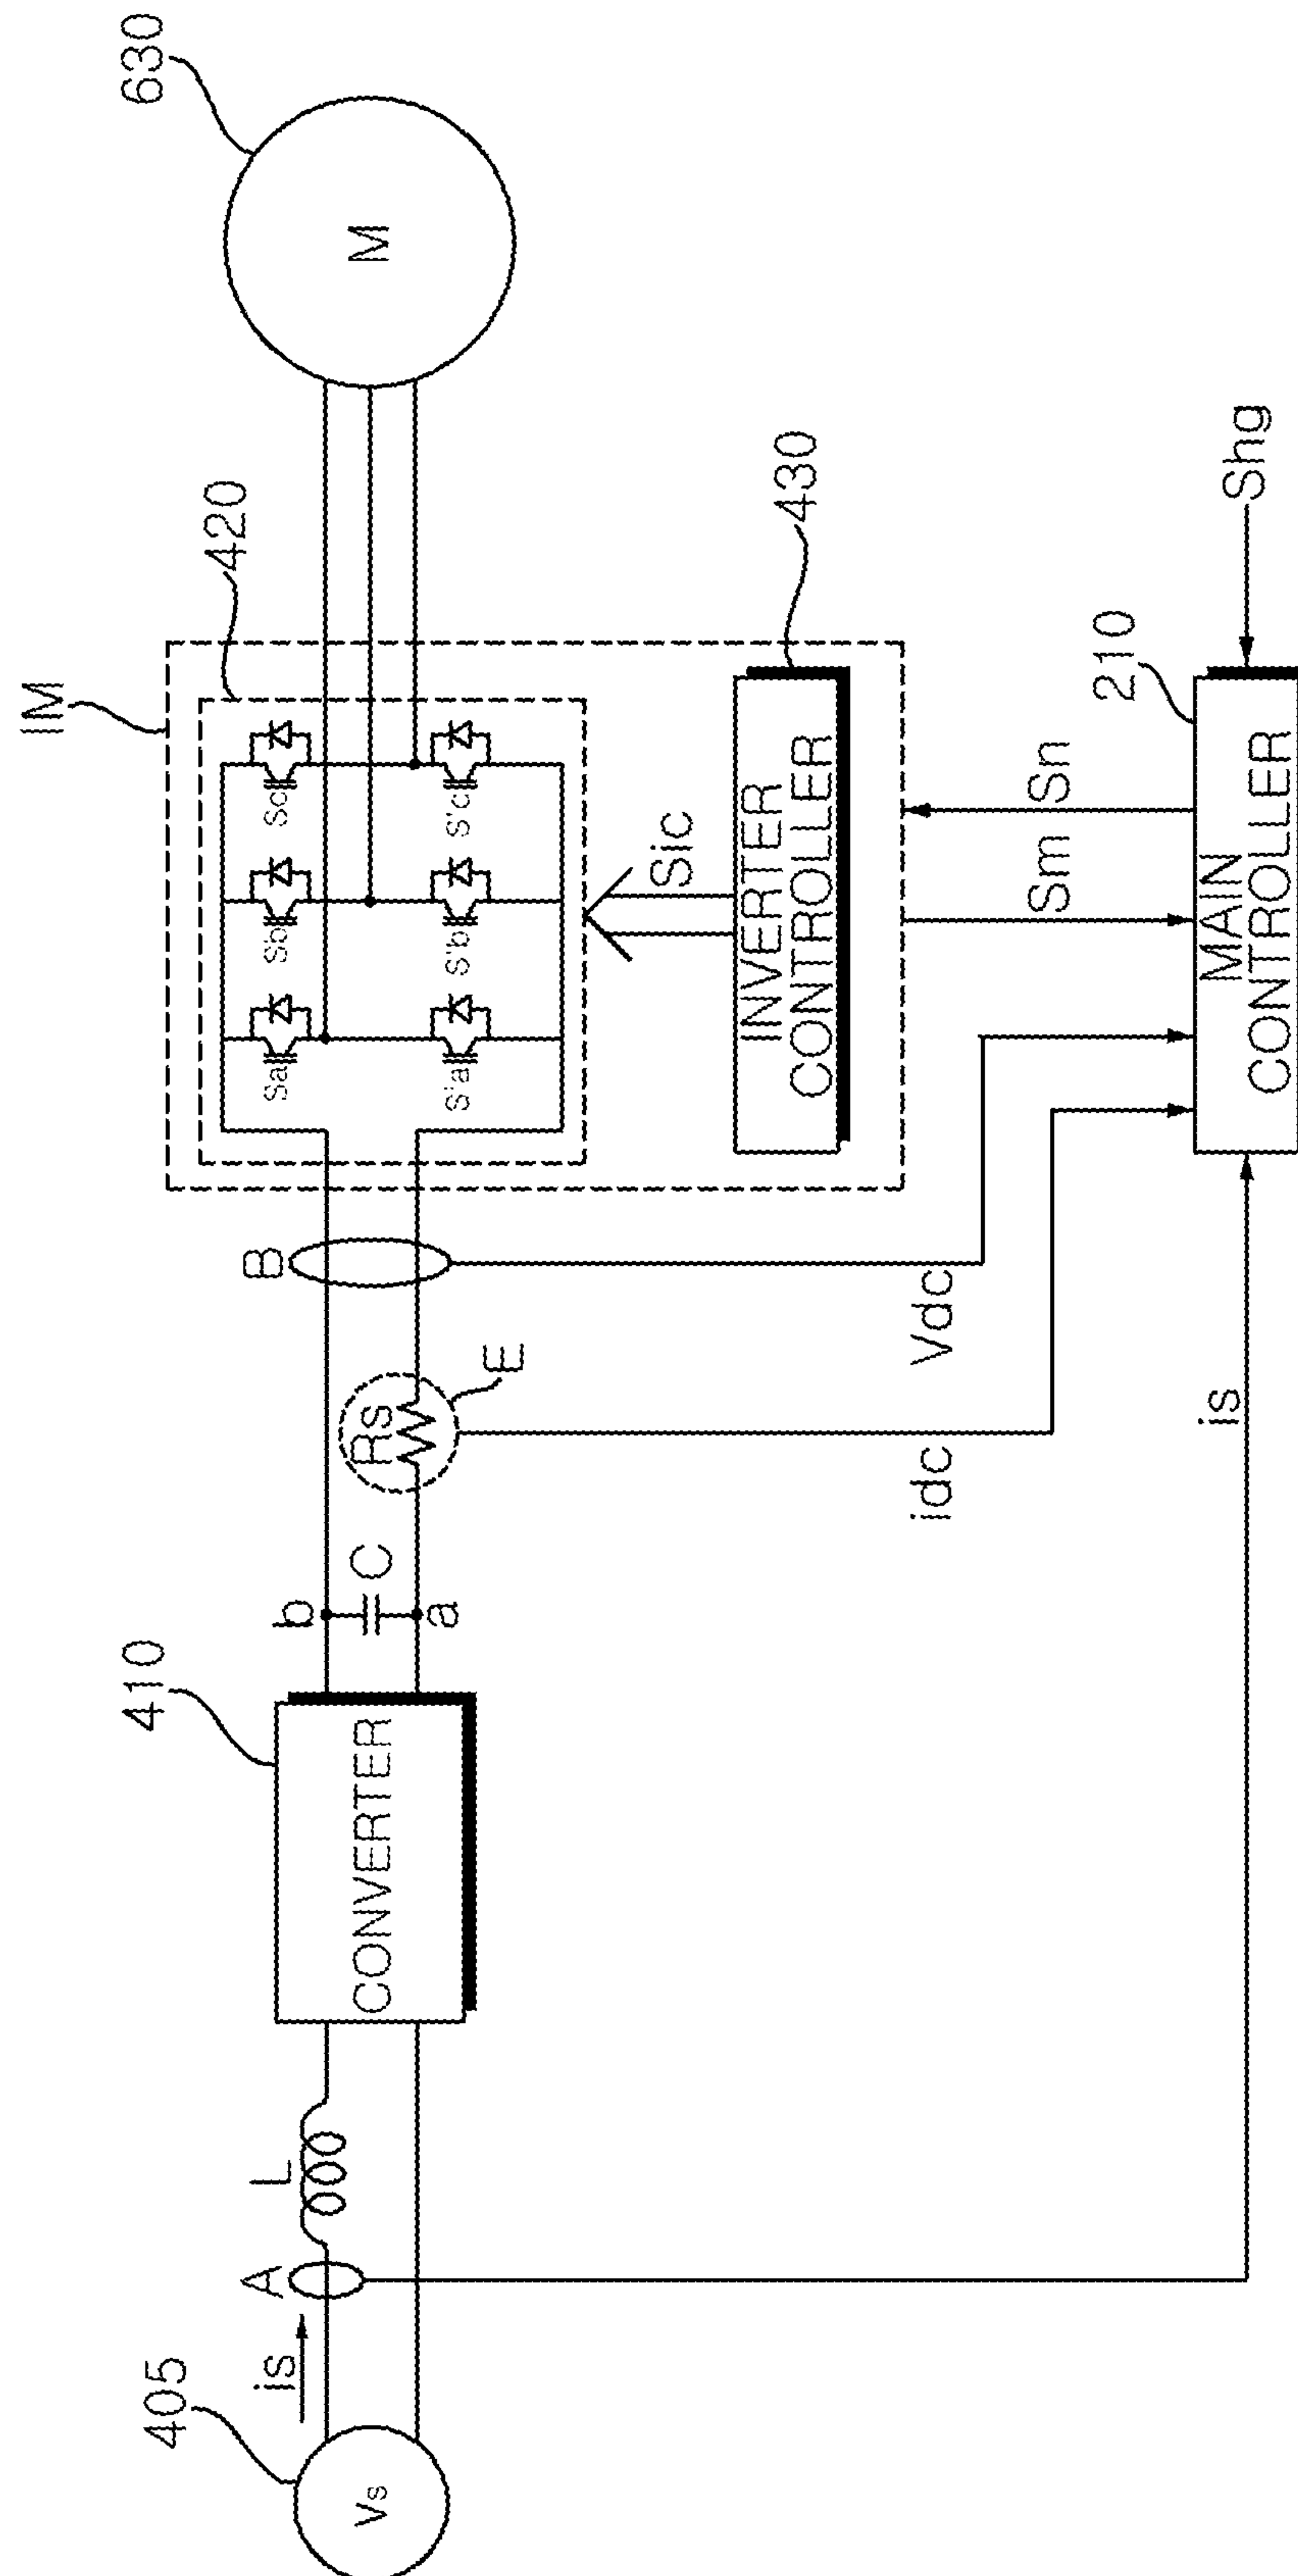 IM
420
630
Sa
Sb
Sc
S'a
S'b
S'c
M
410
405
Vs
is
A
L
CONVERTER
b
C
a
Rs
E
B
Sic
430
INVERTER
CONTROLLER
idc
Vdc
Sm
Sn
210
is
MAIN
CONTROLLER
Shg